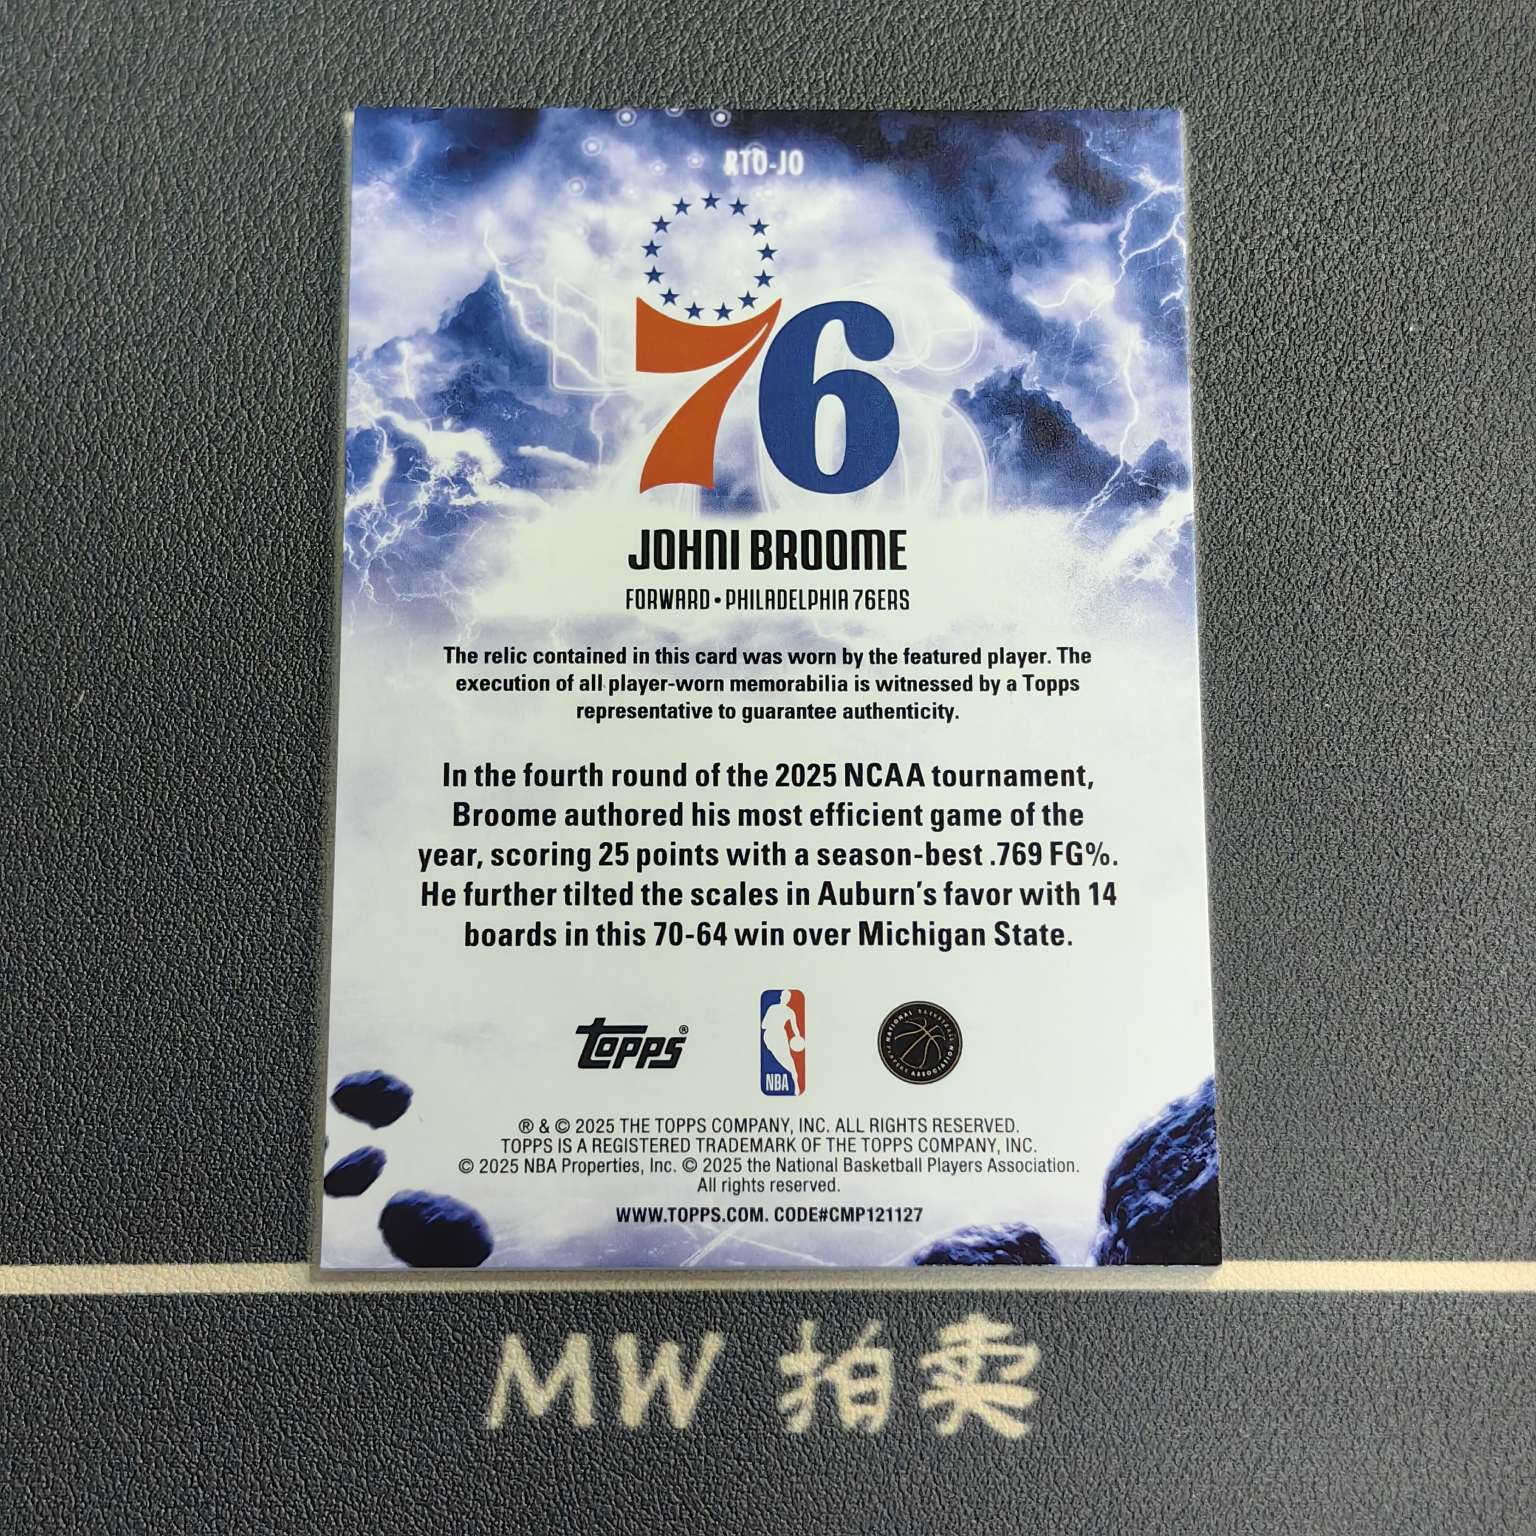 RTO-JO
76
JOHNI BROOME
FORWARD • PHILADELPHIA 76ERS
The relic contained in this card was worn by the featured player. The
execution of all player-worn memorabilia is witnessed by a Topps
representative to guarantee authenticity.
In the fourth round of the 2025 NCAA tournament,
Broome authored his most efficient game of the
year, scoring 25 points with a season-best .769 FG%.
He further tilted the scales in Auburn's favor with 14
boards in this 70-64 win over Michigan State.
Topps®
NBA
NATIONAL BASKETBALL PLAYERS ASSOCIATION
® & © 2025 THE TOPPS COMPANY, INC. ALL RIGHTS RESERVED.
TOPPS IS A REGISTERED TRADEMARK OF THE TOPPS COMPANY, INC.
© 2025 NBA Properties, Inc. © 2025 the National Basketball Players Association.
All rights reserved.
WWW.TOPPS.COM. CODE#CMP121127
MW 拍卖